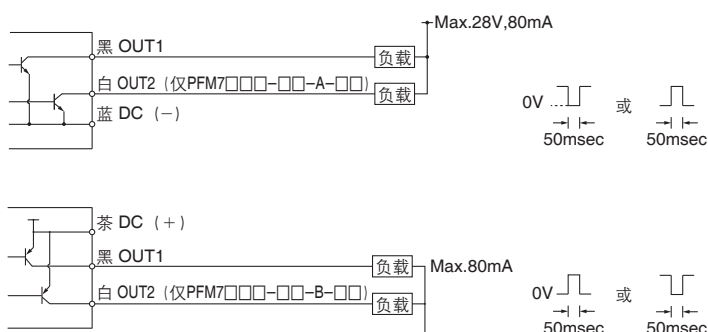 Max.28V,80mA
黑 OUT1
负载
白 OUT2（仅PFM7□□□-□□-A-□□）
负载
蓝 DC（－）
0V
或
50msec
50msec
茶 DC（＋）
黑 OUT1
负载
Max.80mA
白 OUT2（仅PFM7□□□-□□-B-□□）
负载
0V
或
50msec
50msec